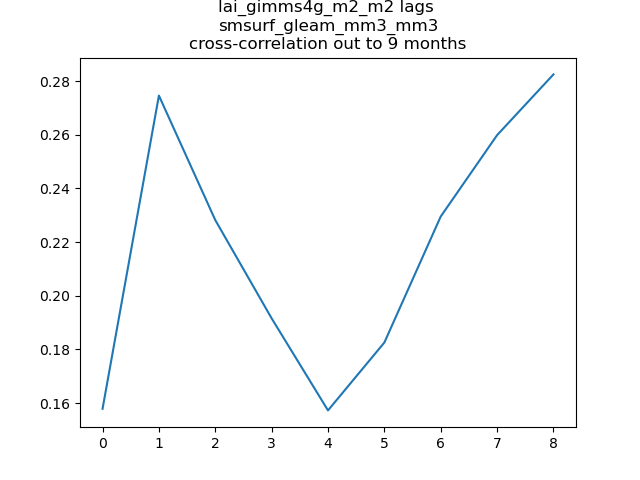 lai_gimms4g_m2_m2 lags
smsurf_gleam_mm3_mm3
cross-correlation out to 9 months
0.28
0.26
0.24
0.22
0.20
0.18
0.16
0 1 2 3 4 5 6 7 8